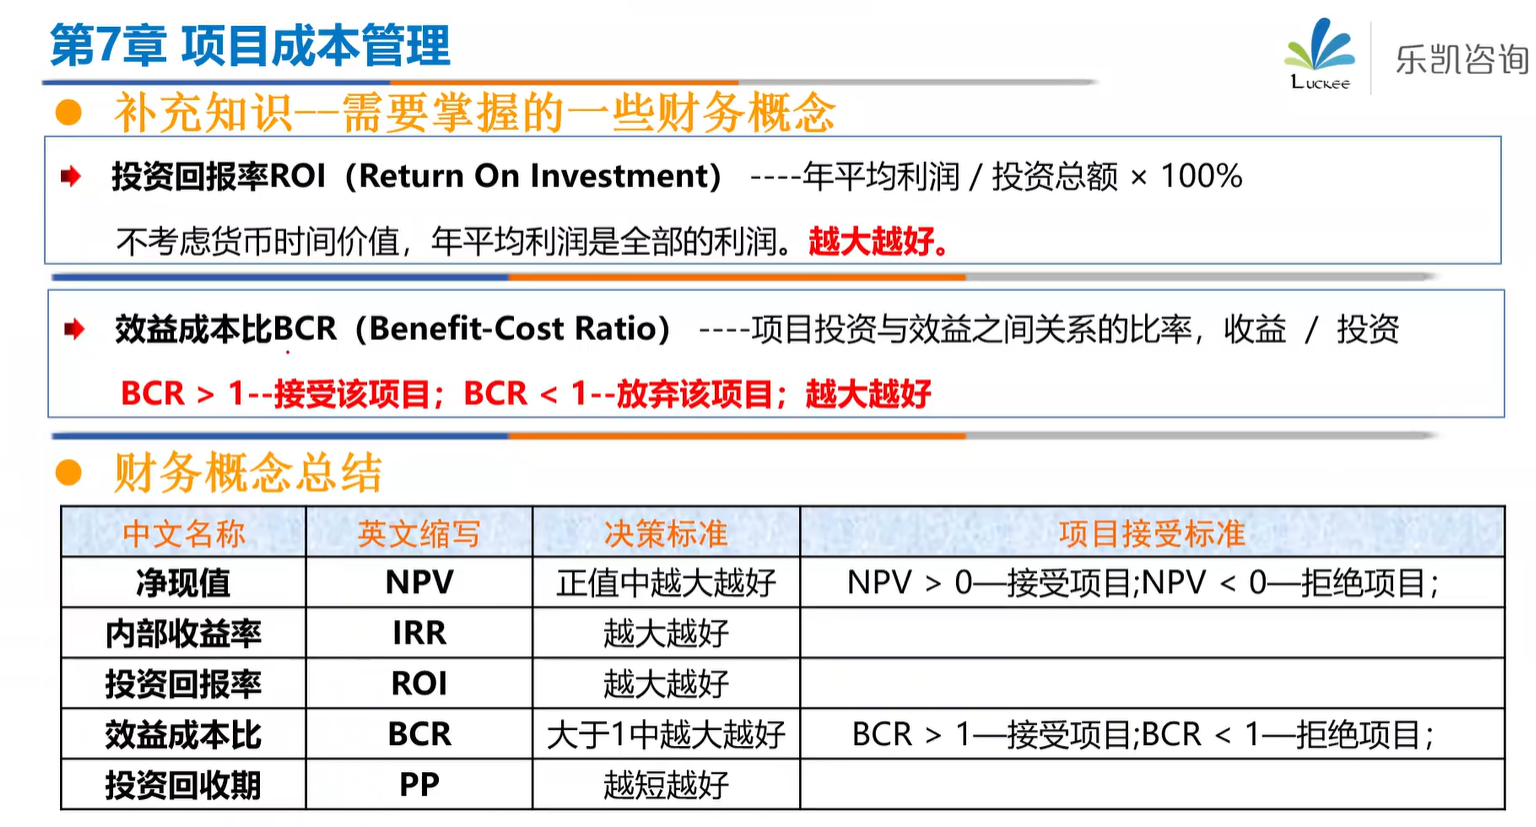 第7章 项目成本管理
Luckee
乐凯咨询
补充知识--需要掌握的一些财务概念
投资回报率ROI（Return On Investment） ----年平均利润 / 投资总额 × 100%
不考虑货币时间价值，年平均利润是全部的利润。越大越好。
效益成本比BCR（Benefit-Cost Ratio） ----项目投资与效益之间关系的比率，收益 / 投资
BCR > 1--接受该项目；BCR < 1--放弃该项目；越大越好
财务概念总结
中文名称 英文缩写 决策标准 项目接受标准
净现值 NPV 正值中越大越好 NPV > 0—接受项目;NPV < 0—拒绝项目；
内部收益率 IRR 越大越好
投资回报率 ROI 越大越好
效益成本比 BCR 大于1中越大越好 BCR > 1—接受项目;BCR < 1—拒绝项目；
投资回收期 PP 越短越好